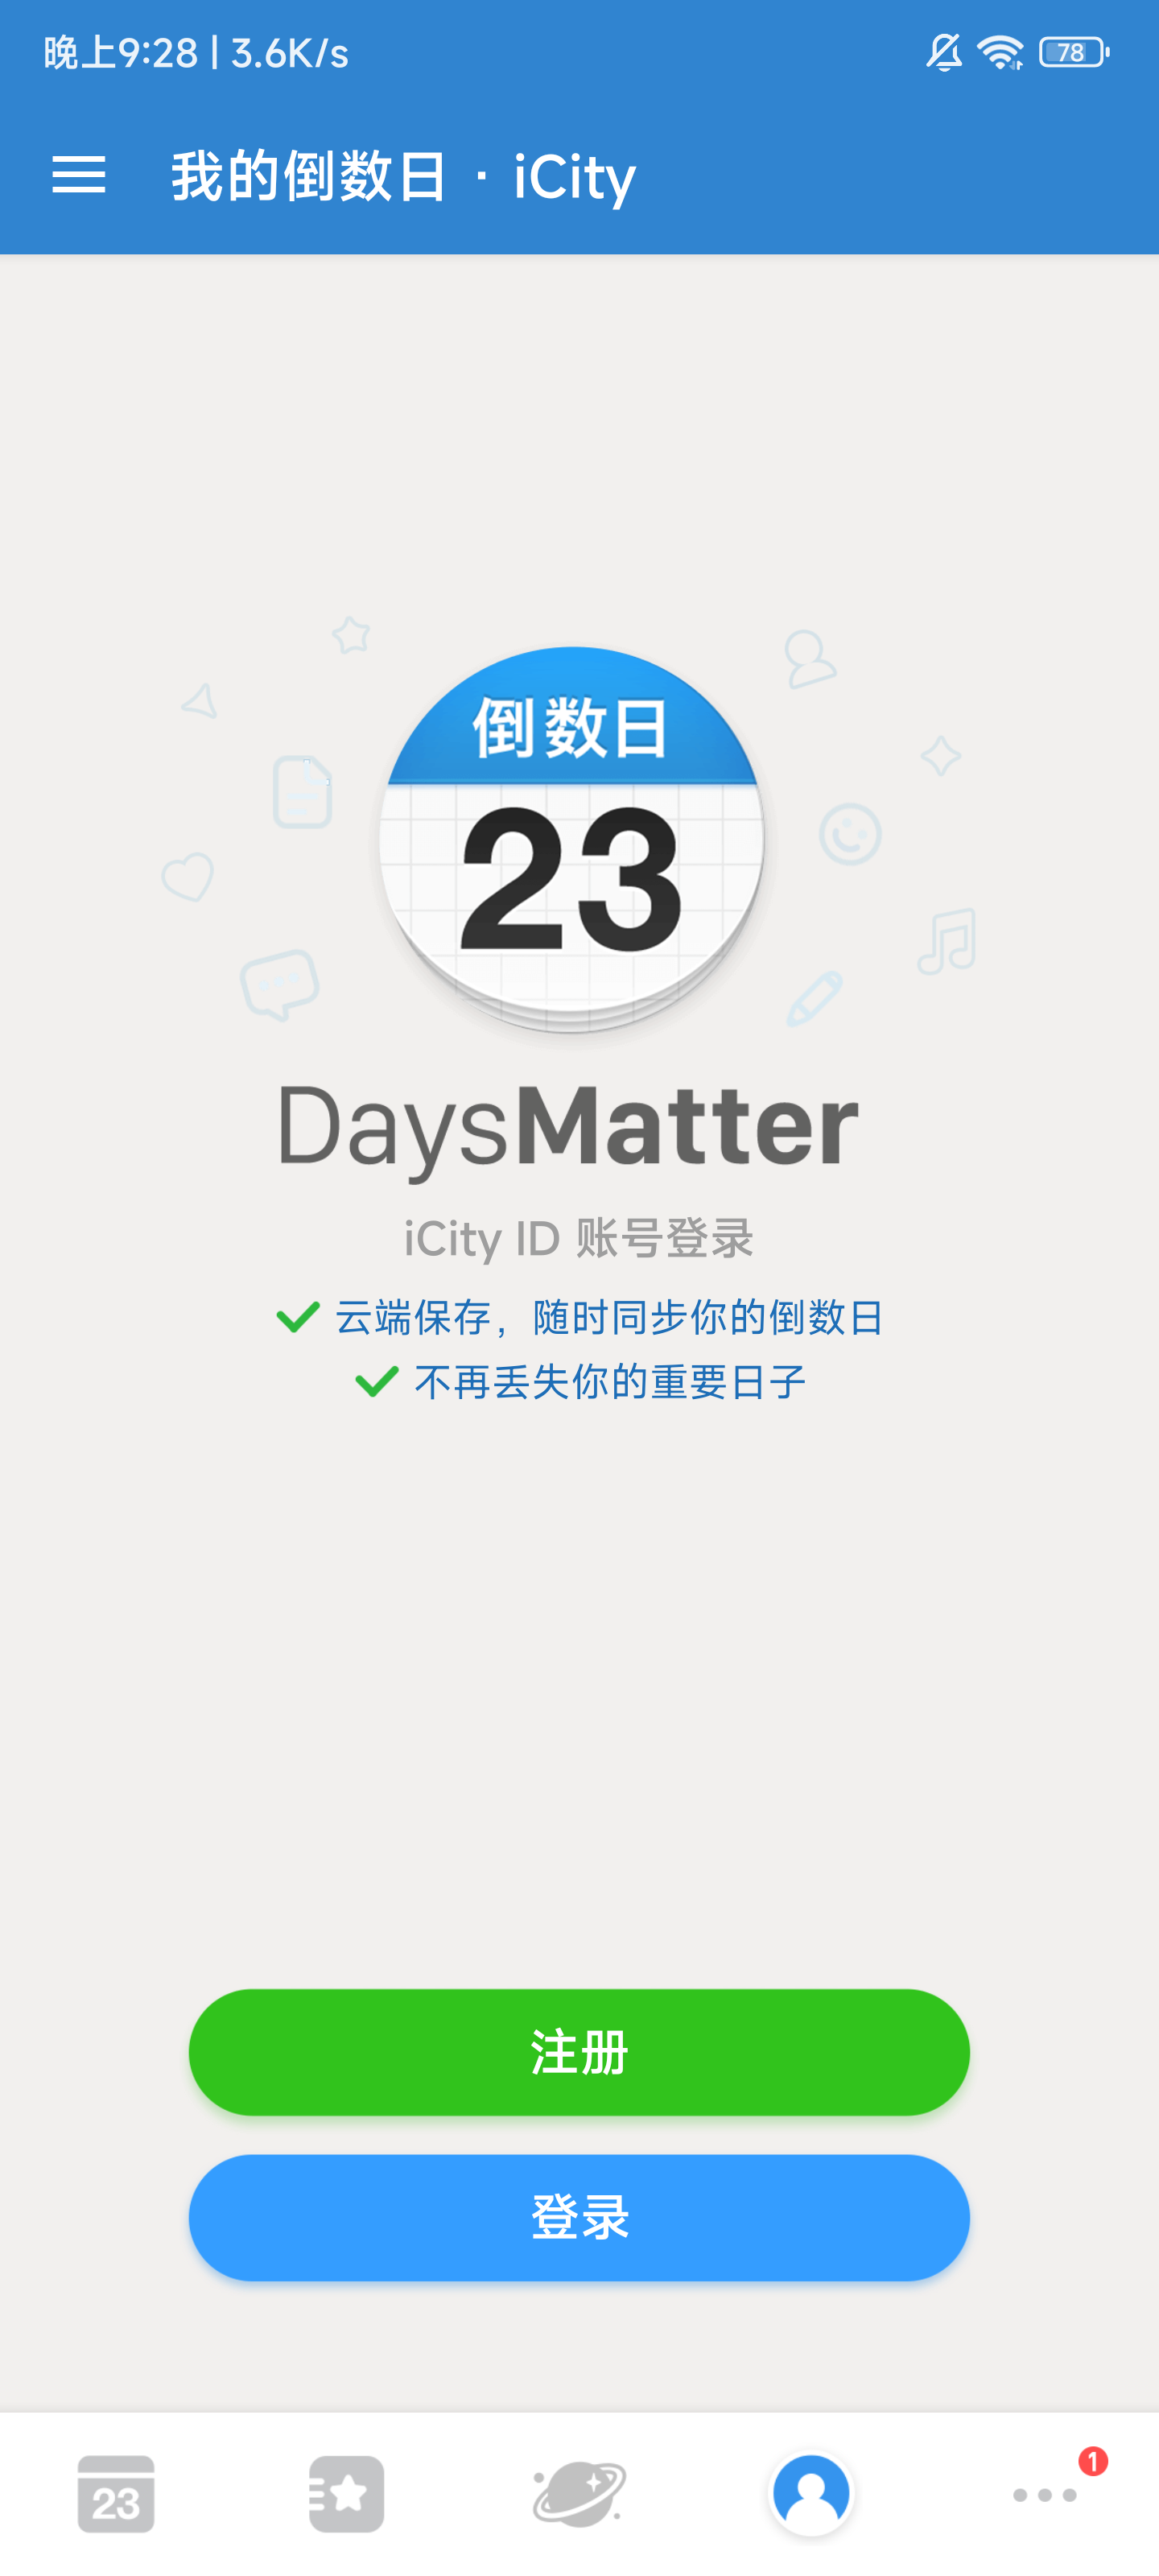 晚上9:28 | 3.6K/s
78
我的倒数日 · iCity
倒数日
23
DaysMatter
iCity ID 账号登录
云端保存，随时同步你的倒数日
不再丢失你的重要日子
注册
登录
23
1